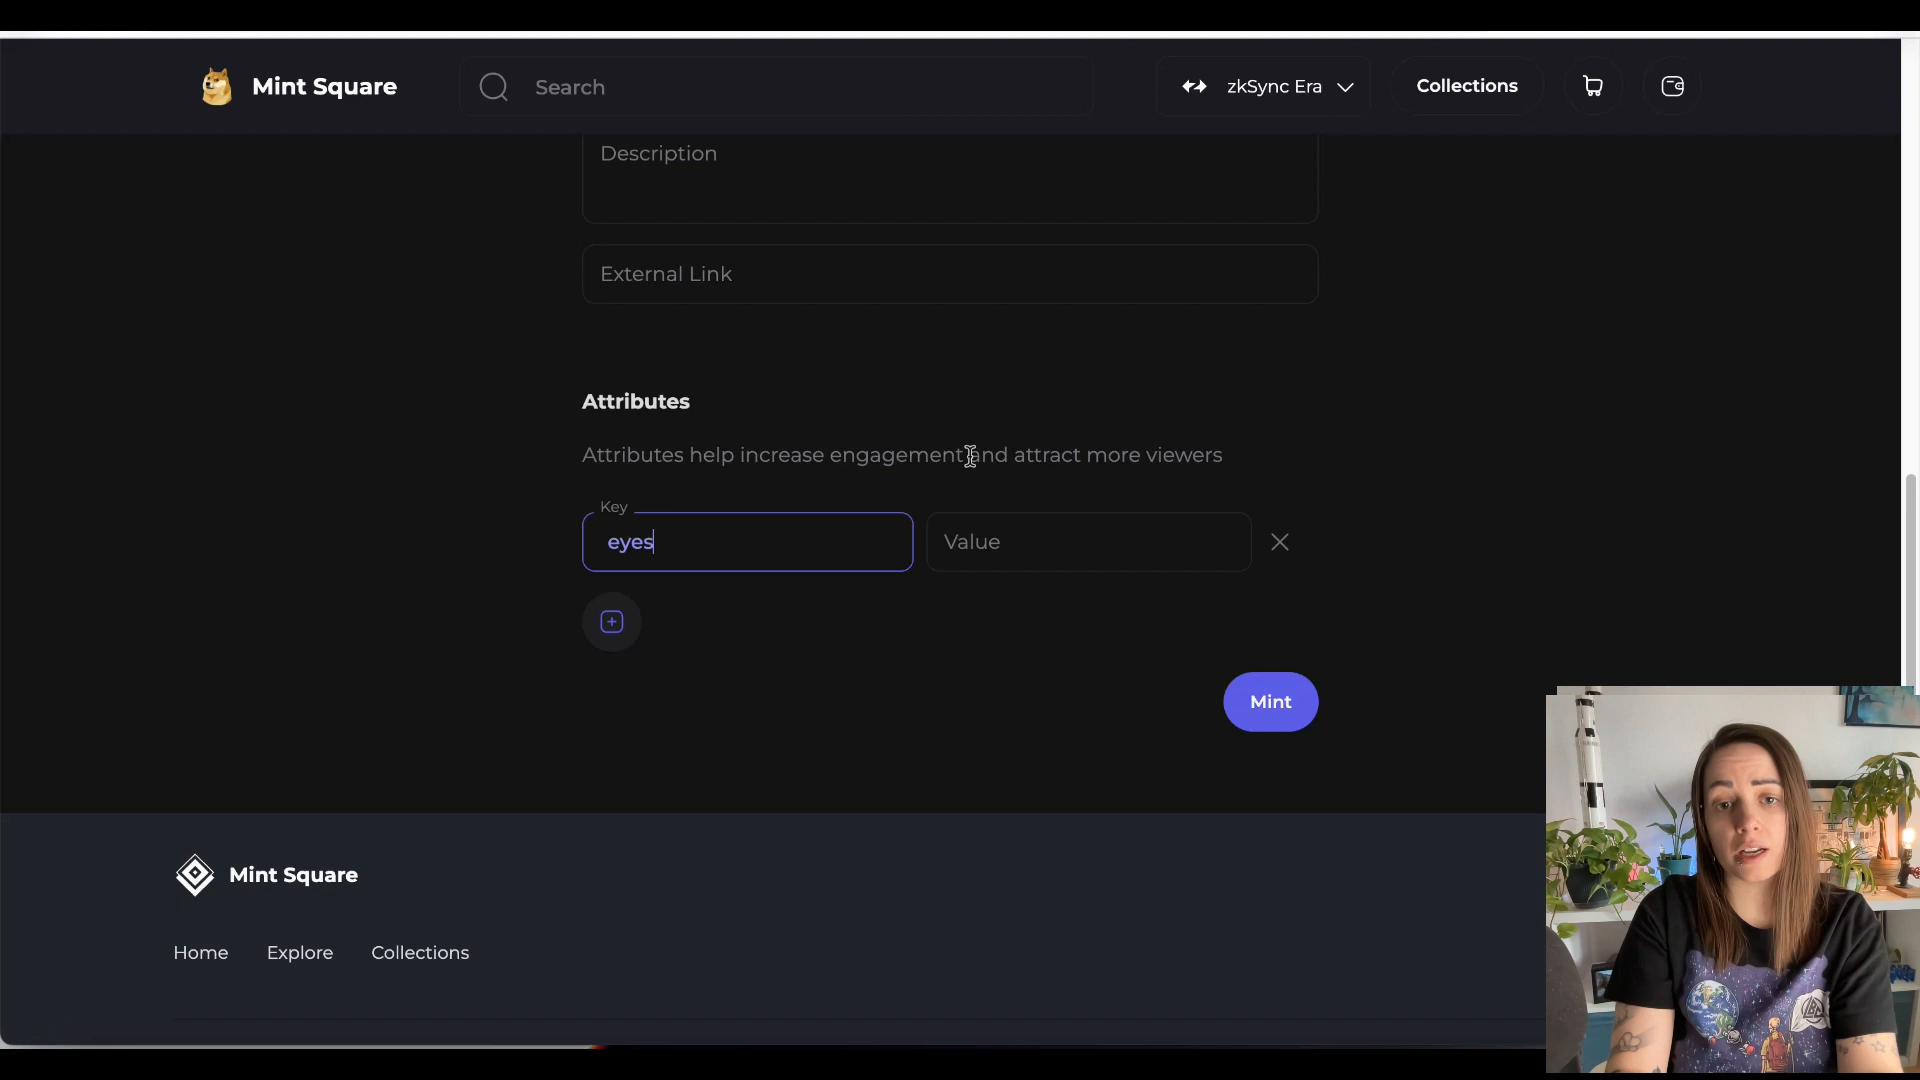 Mint Square
Search
zkSync Era
Collections
Description
External Link
Attributes
Attributes help increase engagement and attract more viewers
Key
eyes
Value
Mint
Mint Square
Home
Explore
Collections